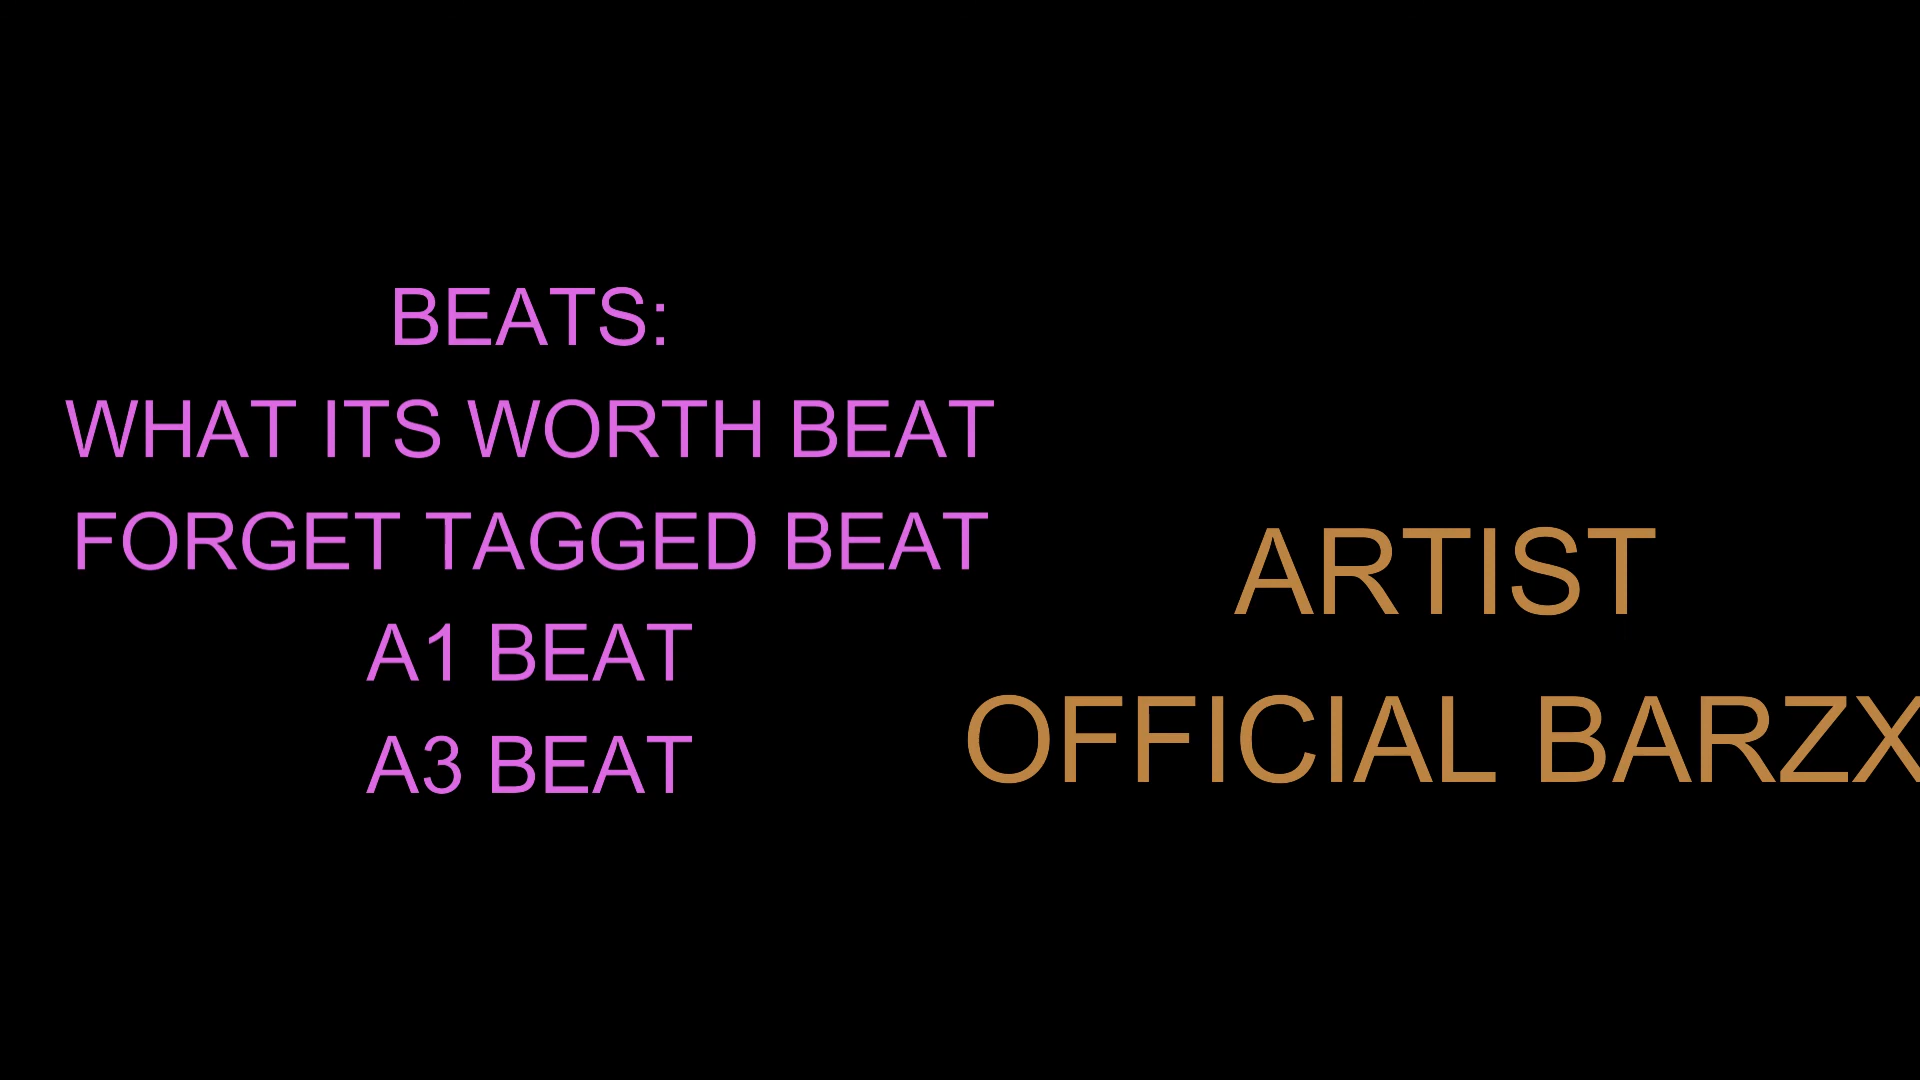 BEATS:
WHAT ITS WORTH BEAT
FORGET TAGGED BEAT
A1 BEAT
A3 BEAT
ARTIST
OFFICIAL BARZX